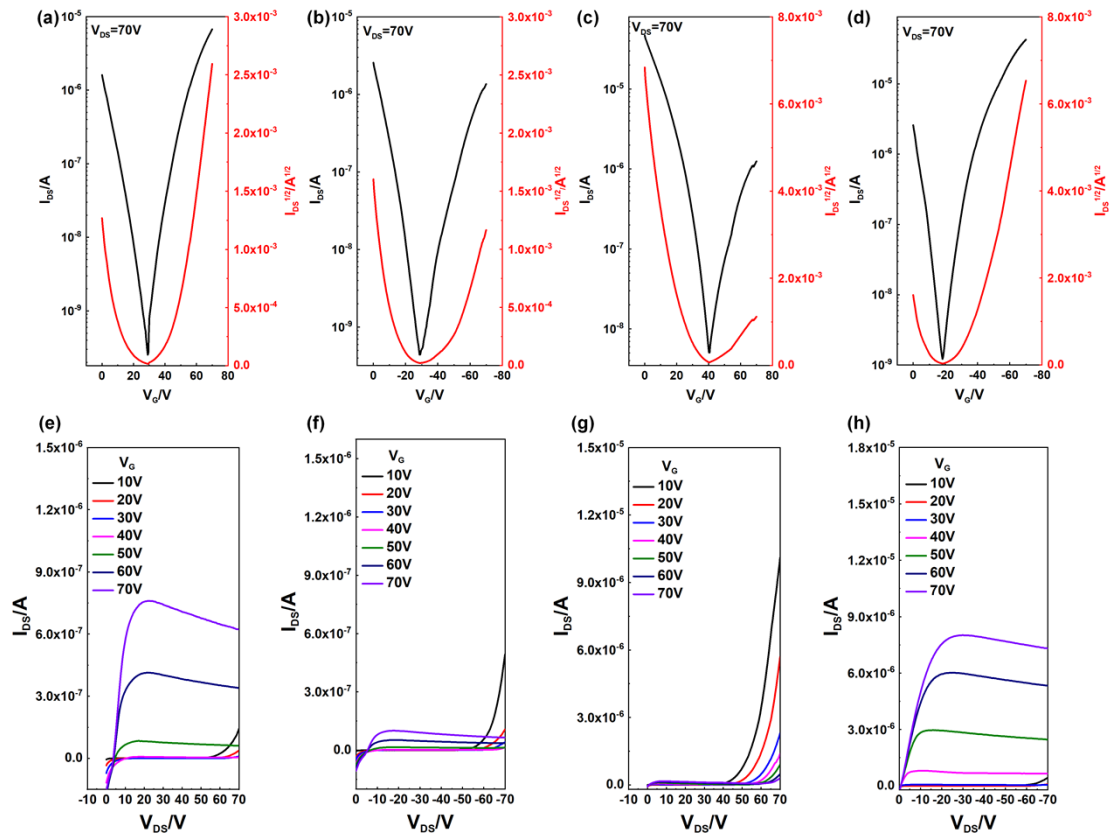 (a)
V_DS=70V
I_DS/A
10^-5
10^-6
10^-7
10^-8
10^-9
0 20 40 60 80
V_G/V
3.0x10^-3
2.5x10^-3
2.0x10^-3
1.5x10^-3
1.0x10^-3
5.0x10^-4
0.0
I_DS^1/2/A^1/2
(b)
V_DS=70V
I_DS/A
10^-5
10^-6
10^-7
10^-8
10^-9
0 -20 -40 -60 -80
V_G/V
3.0x10^-3
2.5x10^-3
2.0x10^-3
1.5x10^-3
1.0x10^-3
5.0x10^-4
0.0
I_DS^1/2/A^1/2
(c)
V_DS=70V
I_DS/A
10^-5
10^-6
10^-7
10^-8
0 20 40 60 80
V_G/V
8.0x10^-3
6.0x10^-3
4.0x10^-3
2.0x10^-3
0.0
I_DS^1/2/A^1/2
(d)
V_DS=70V
I_DS/A
10^-5
10^-6
10^-7
10^-8
10^-9
0 -20 -40 -60 -80
V_G/V
8.0x10^-3
6.0x10^-3
4.0x10^-3
2.0x10^-3
0.0
I_DS^1/2/A^1/2
(e)
I_DS/A
1.5x10^-6
1.2x10^-6
9.0x10^-7
6.0x10^-7
3.0x10^-7
0.0
V_G
10V
20V
30V
40V
50V
60V
70V
-10 0 10 20 30 40 50 60 70
V_DS/V
(f)
I_DS/A
1.5x10^-6
1.2x10^-6
9.0x10^-7
6.0x10^-7
3.0x10^-7
0.0
V_G
10V
20V
30V
40V
50V
60V
70V
0 -10 -20 -30 -40 -50 -60 -70
V_DS/V
(g)
I_DS/A
1.5x10^-5
1.2x10^-5
9.0x10^-6
6.0x10^-6
3.0x10^-6
0.0
V_G
10V
20V
30V
40V
50V
60V
70V
-10 0 10 20 30 40 50 60 70
V_DS/V
(h)
I_DS/A
1.8x10^-5
1.5x10^-5
1.2x10^-5
9.0x10^-6
6.0x10^-6
3.0x10^-6
0.0
V_G
10V
20V
30V
40V
50V
60V
70V
0 -10 -20 -30 -40 -50 -60 -70
V_DS/V